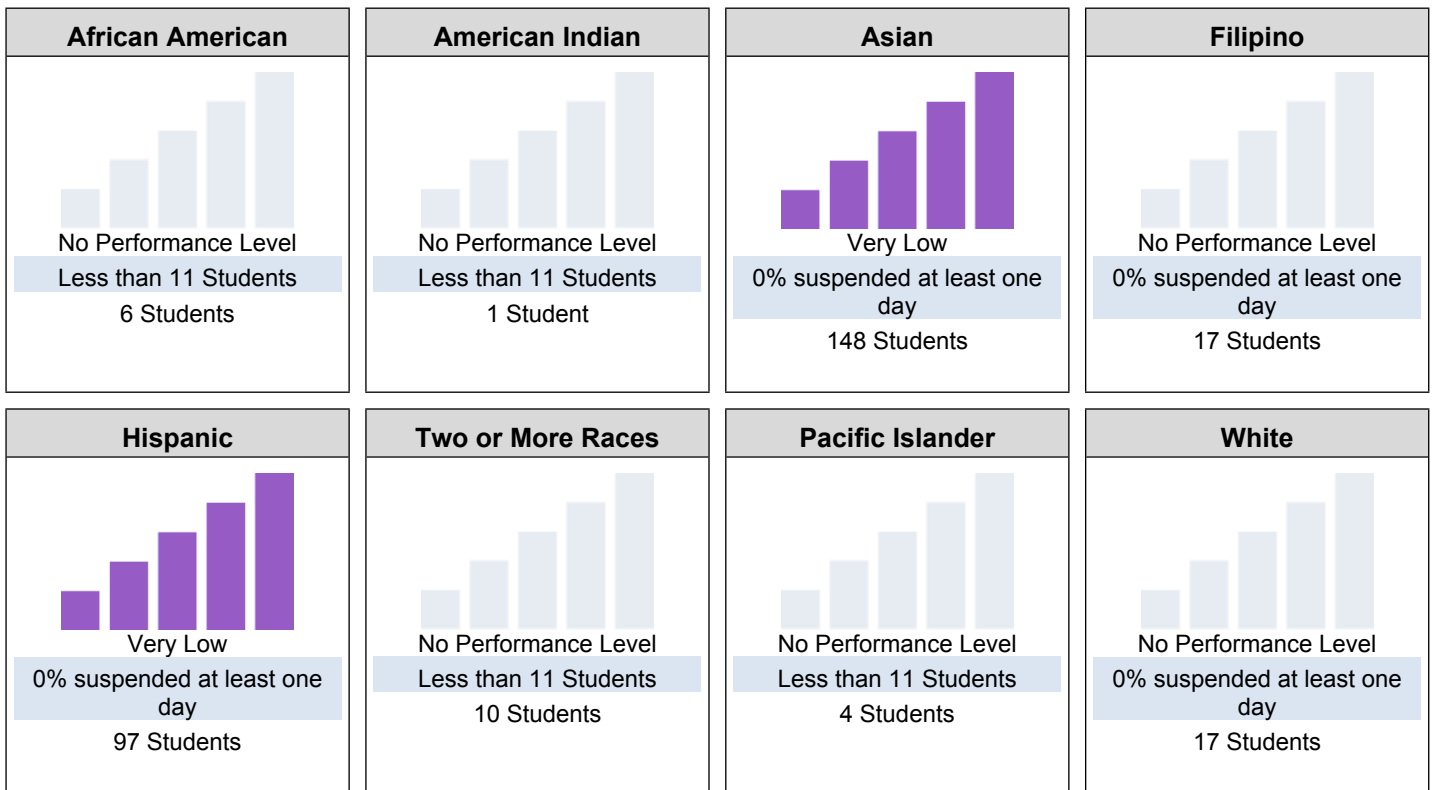 African American
No Performance Level
Less than 11 Students
6 Students
American Indian
No Performance Level
Less than 11 Students
1 Student
Asian
Very Low
0% suspended at least one
day
148 Students
Filipino
No Performance Level
0% suspended at least one
day
17 Students
Hispanic
Very Low
0% suspended at least one
day
97 Students
Two or More Races
No Performance Level
Less than 11 Students
10 Students
Pacific Islander
No Performance Level
Less than 11 Students
4 Students
White
No Performance Level
0% suspended at least one
day
17 Students